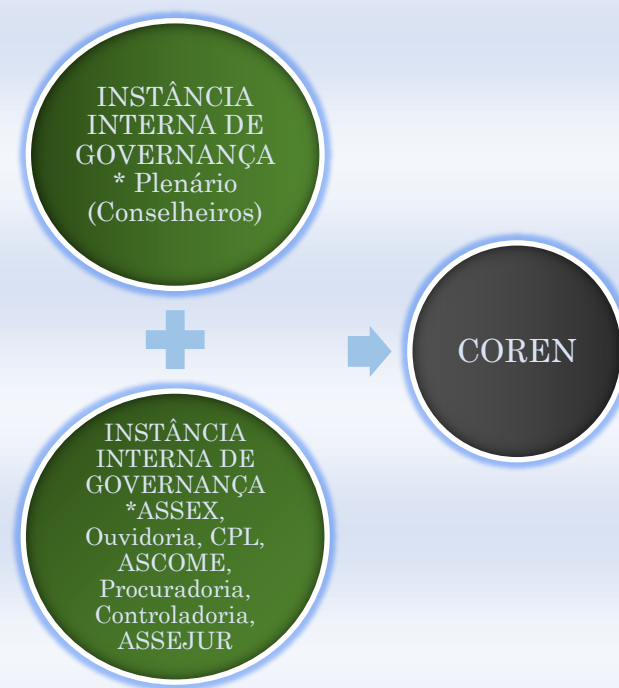 INSTÂNCIA
INTERNA DE
GOVERNANÇA
* Plenário
(Conselheiros)
COREN
INSTÂNCIA
INTERNA DE
GOVERNANÇA
*ASSEX,
Ouvidoria, CPL,
ASCOME,
Procuradoria,
Controladoria,
ASSEJUR